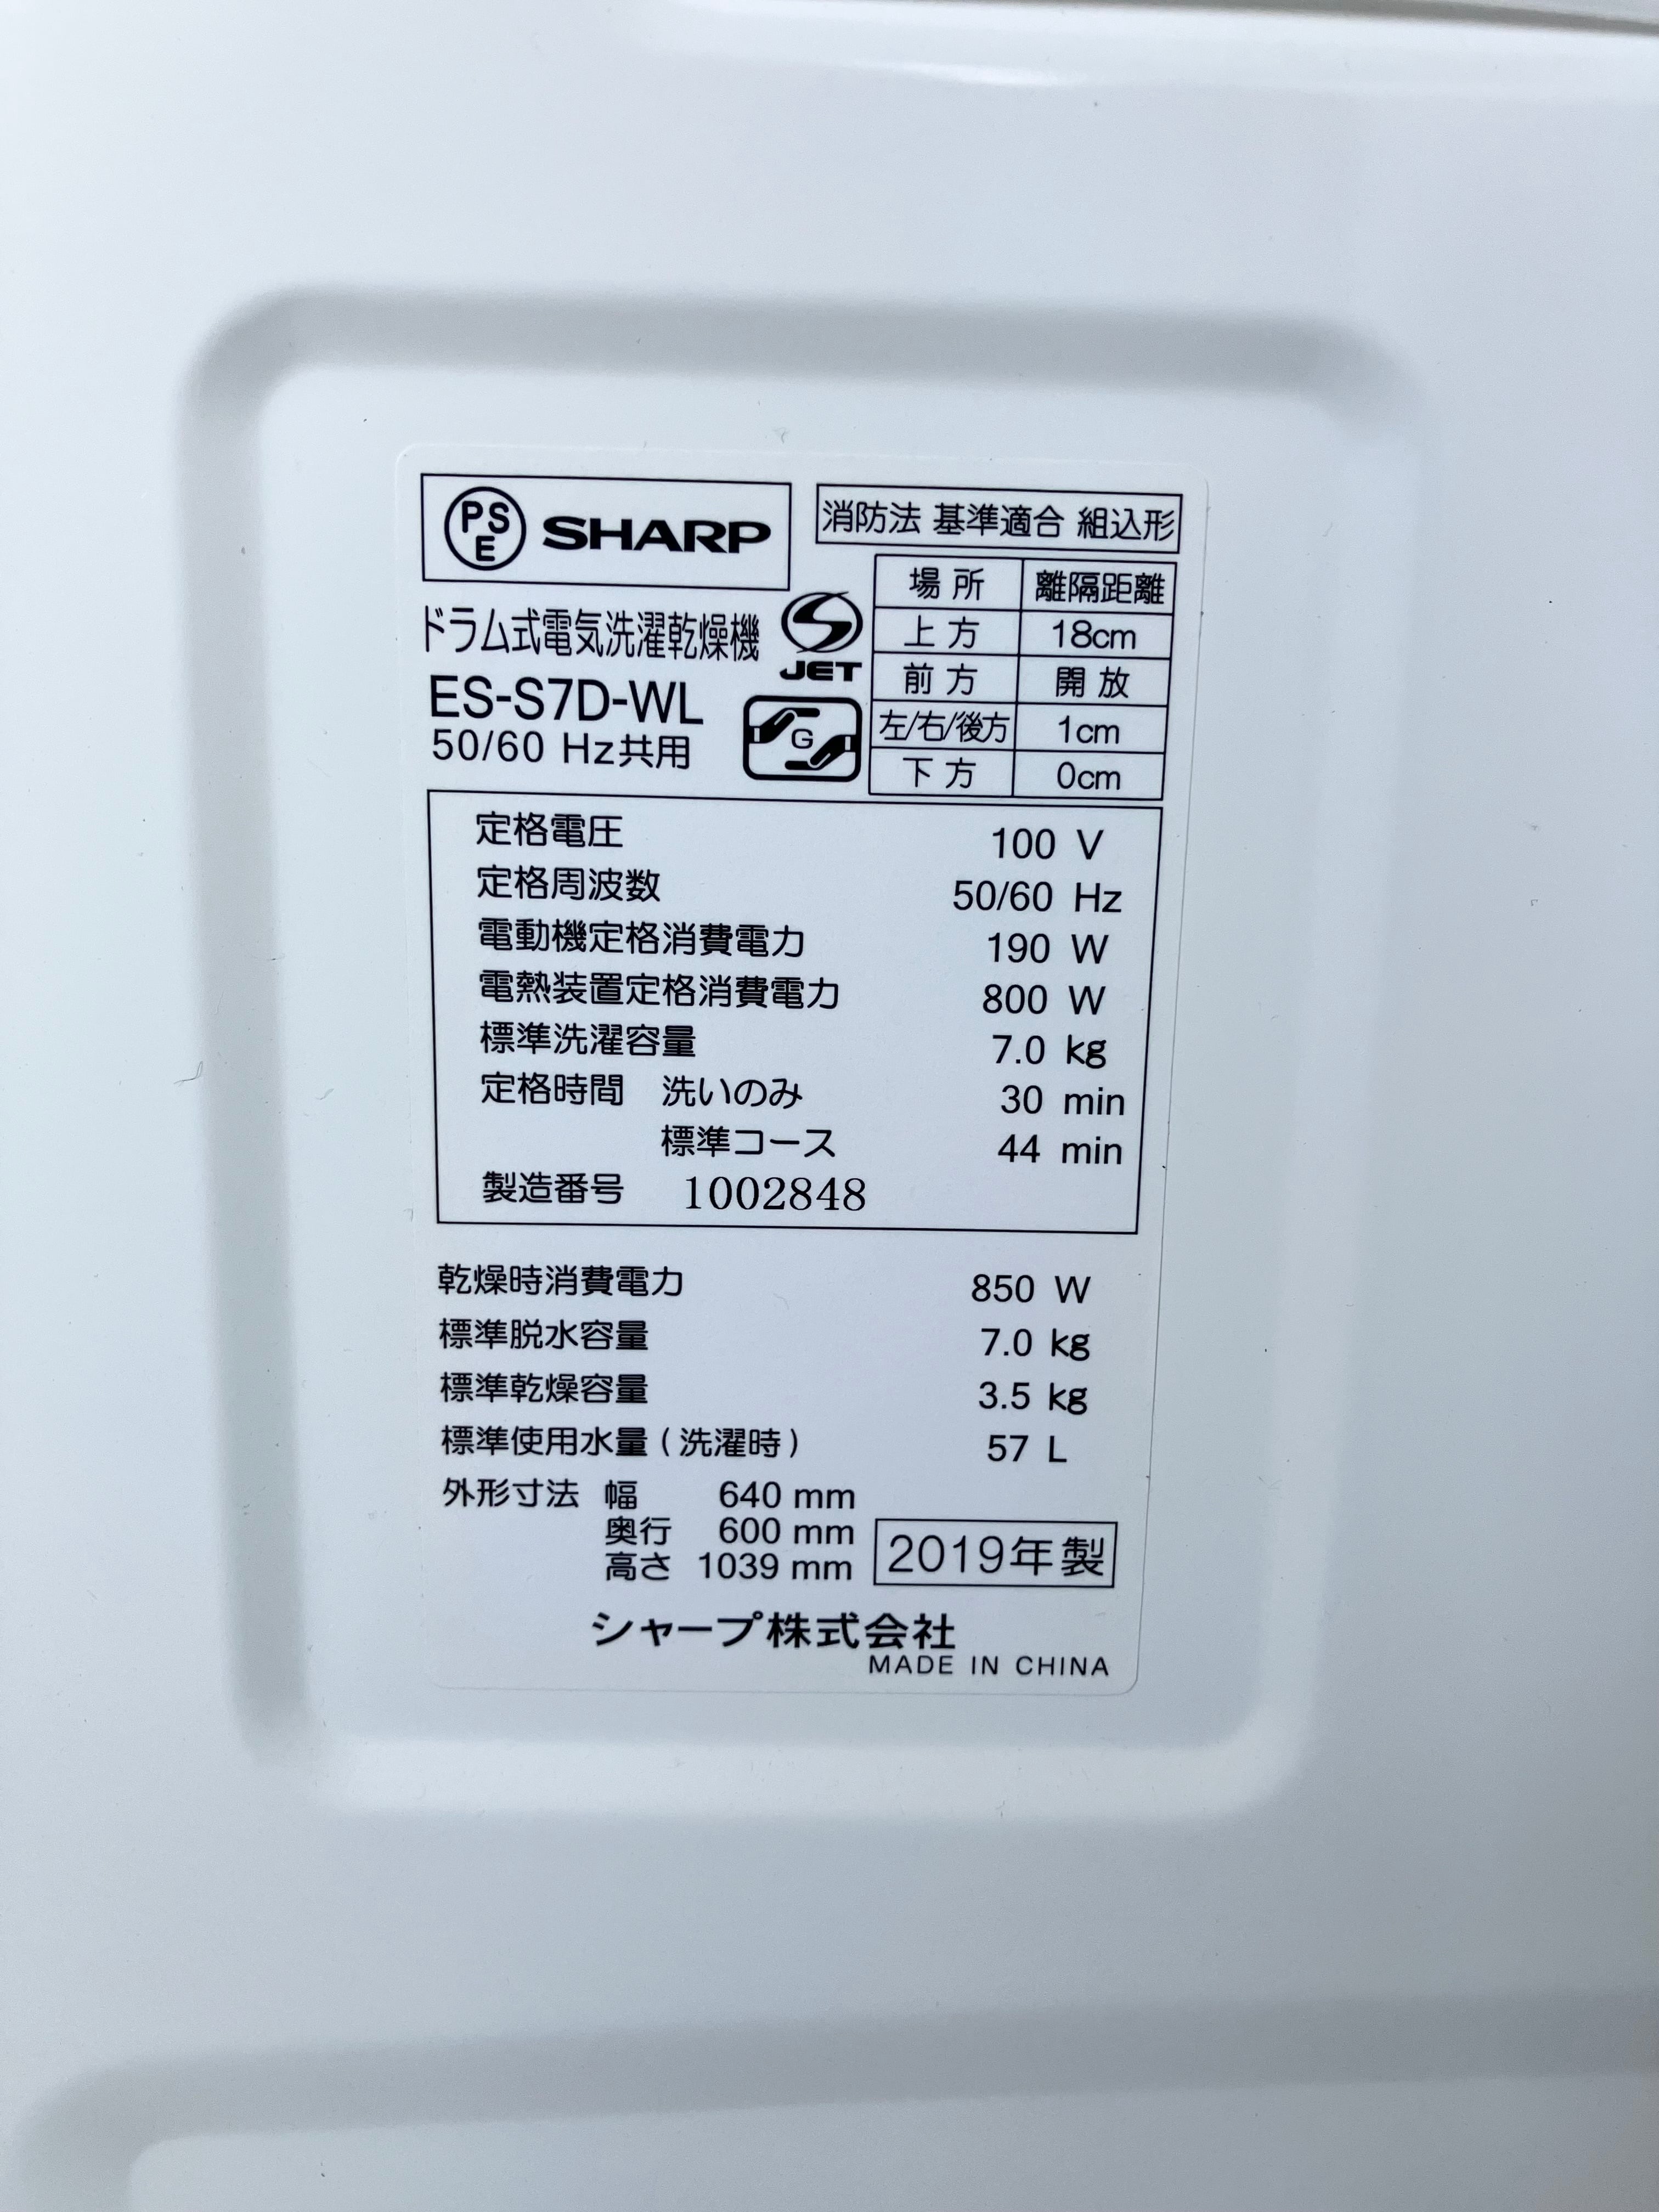 PS
E
SHARP
消防法 基準適合 組込形
場所 離隔距離
上方 18cm
前方 開放
左/右/後方 1cm
下方 0cm
ドラム式電気洗濯乾燥機
S
JET
ES-S7D-WL
50/60 Hz共用
G
定格電圧 100 V
定格周波数 50/60 Hz
電動機定格消費電力 190 W
電熱装置定格消費電力 800 W
標準洗濯容量 7.0 kg
定格時間 洗いのみ 30 min
標準コース 44 min
製造番号 1002848
乾燥時消費電力 850 W
標準脱水容量 7.0 kg
標準乾燥容量 3.5 kg
標準使用水量(洗濯時) 57 L
外形寸法 幅 640 mm
奥行 600 mm
高さ 1039 mm
2019年製
シャープ株式会社
MADE IN CHINA